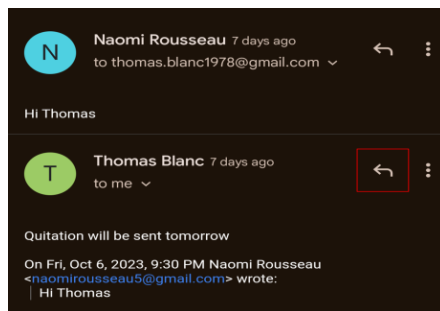 N
Naomi Rousseau 7 days ago
to thomas.blanc1978@gmail.com
Hi Thomas
T
Thomas Blanc 7 days ago
to me
Quitation will be sent tomorrow
On Fri, Oct 6, 2023, 9:30 PM Naomi Rousseau
<naomirousseau5@gmail.com> wrote:
Hi Thomas